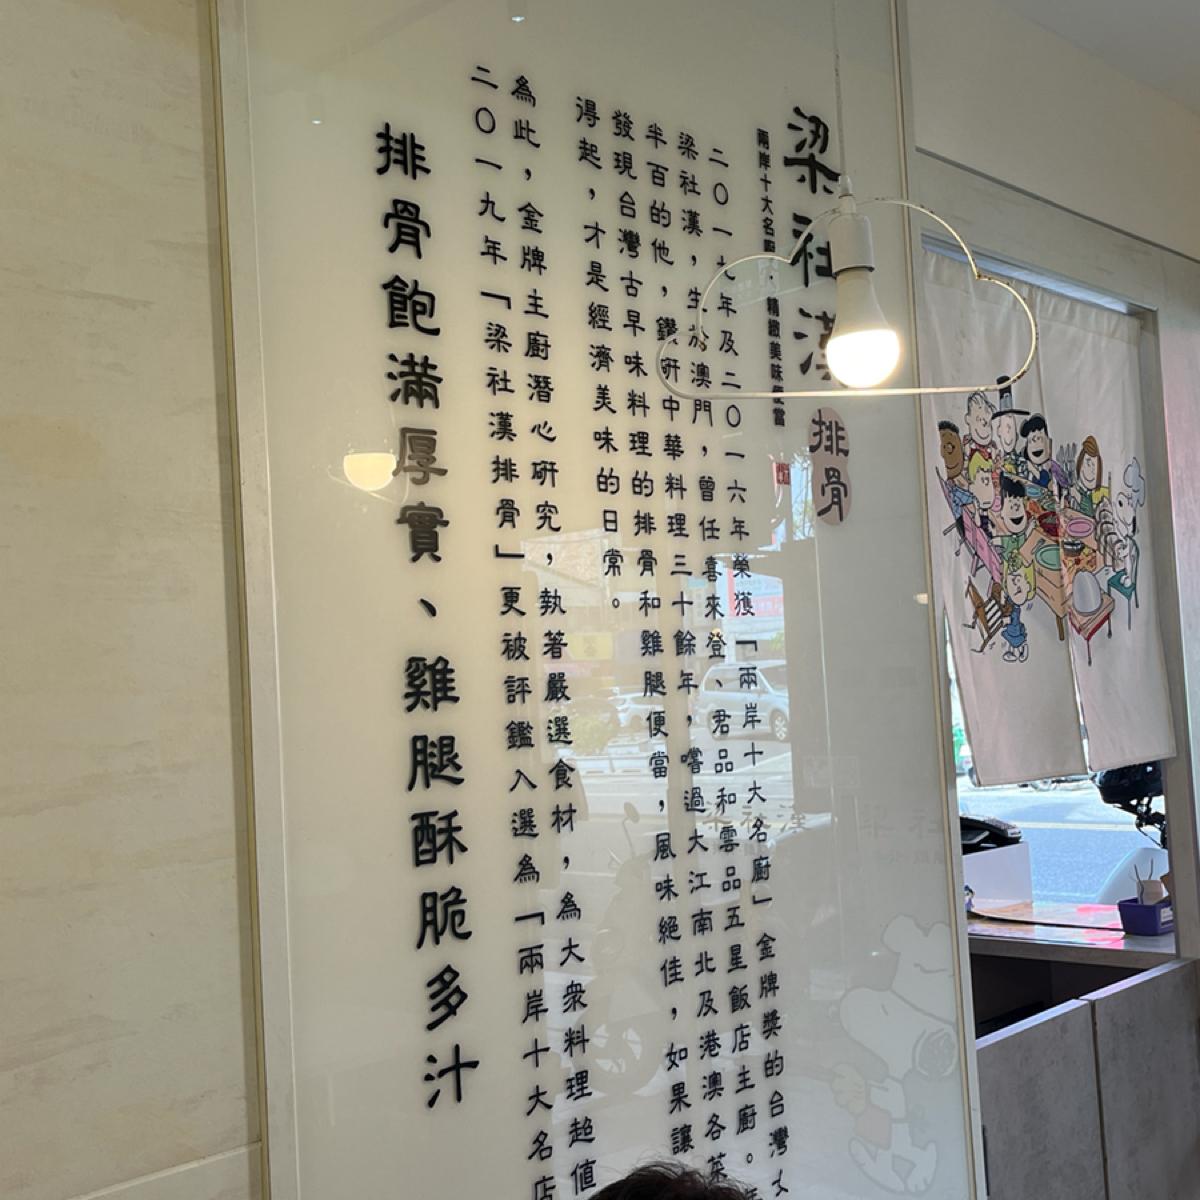 梁社漢
排骨
兩岸十大名廚．精緻美味便當
二〇一七年及二〇一六年榮獲「兩岸十大名廚」金牌獎的台灣
梁社漢，生於澳門，曾任喜來登、君品和雲品五星飯店主廚。
半百的他，鑽研中華料理三十餘年，嚐過大江南北及港澳各菜
發現台灣古早味料理的排骨和雞腿便當，風味絕佳，如果讓
得起，才是經濟美味的日常。
為此，金牌主廚潛心研究，執著嚴選食材，為大眾料理超值
二〇一九年「梁社漢排骨」更被評鑑入選為「兩岸十大名店
排骨飽滿厚實、雞腿酥脆多汁